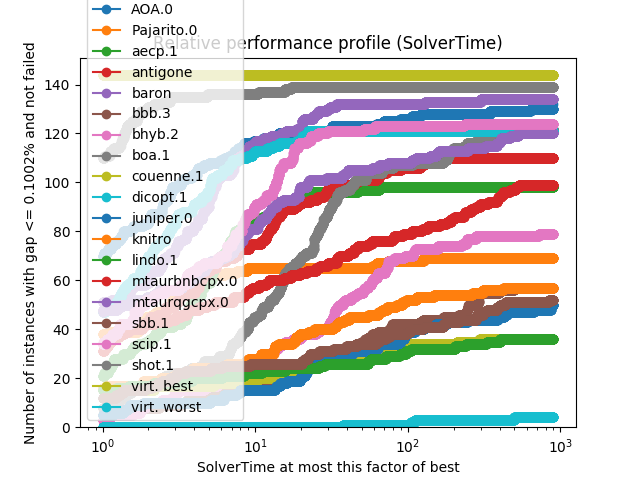 Relative performance profile (SolverTime)
AOA.0
Pajarito.0
aecp.1
antigone
baron
bbb.3
bhyb.2
boa.1
couenne.1
dicopt.1
juniper.0
knitro
lindo.1
mtaurbnbcpx.0
mtaurqgcpx.0
sbb.1
scip.1
shot.1
virt. best
virt. worst
Number of instances with gap <= 0.1002% and not failed
140
120
100
80
60
40
20
0
10⁰
10¹
10²
10³
SolverTime at most this factor of best